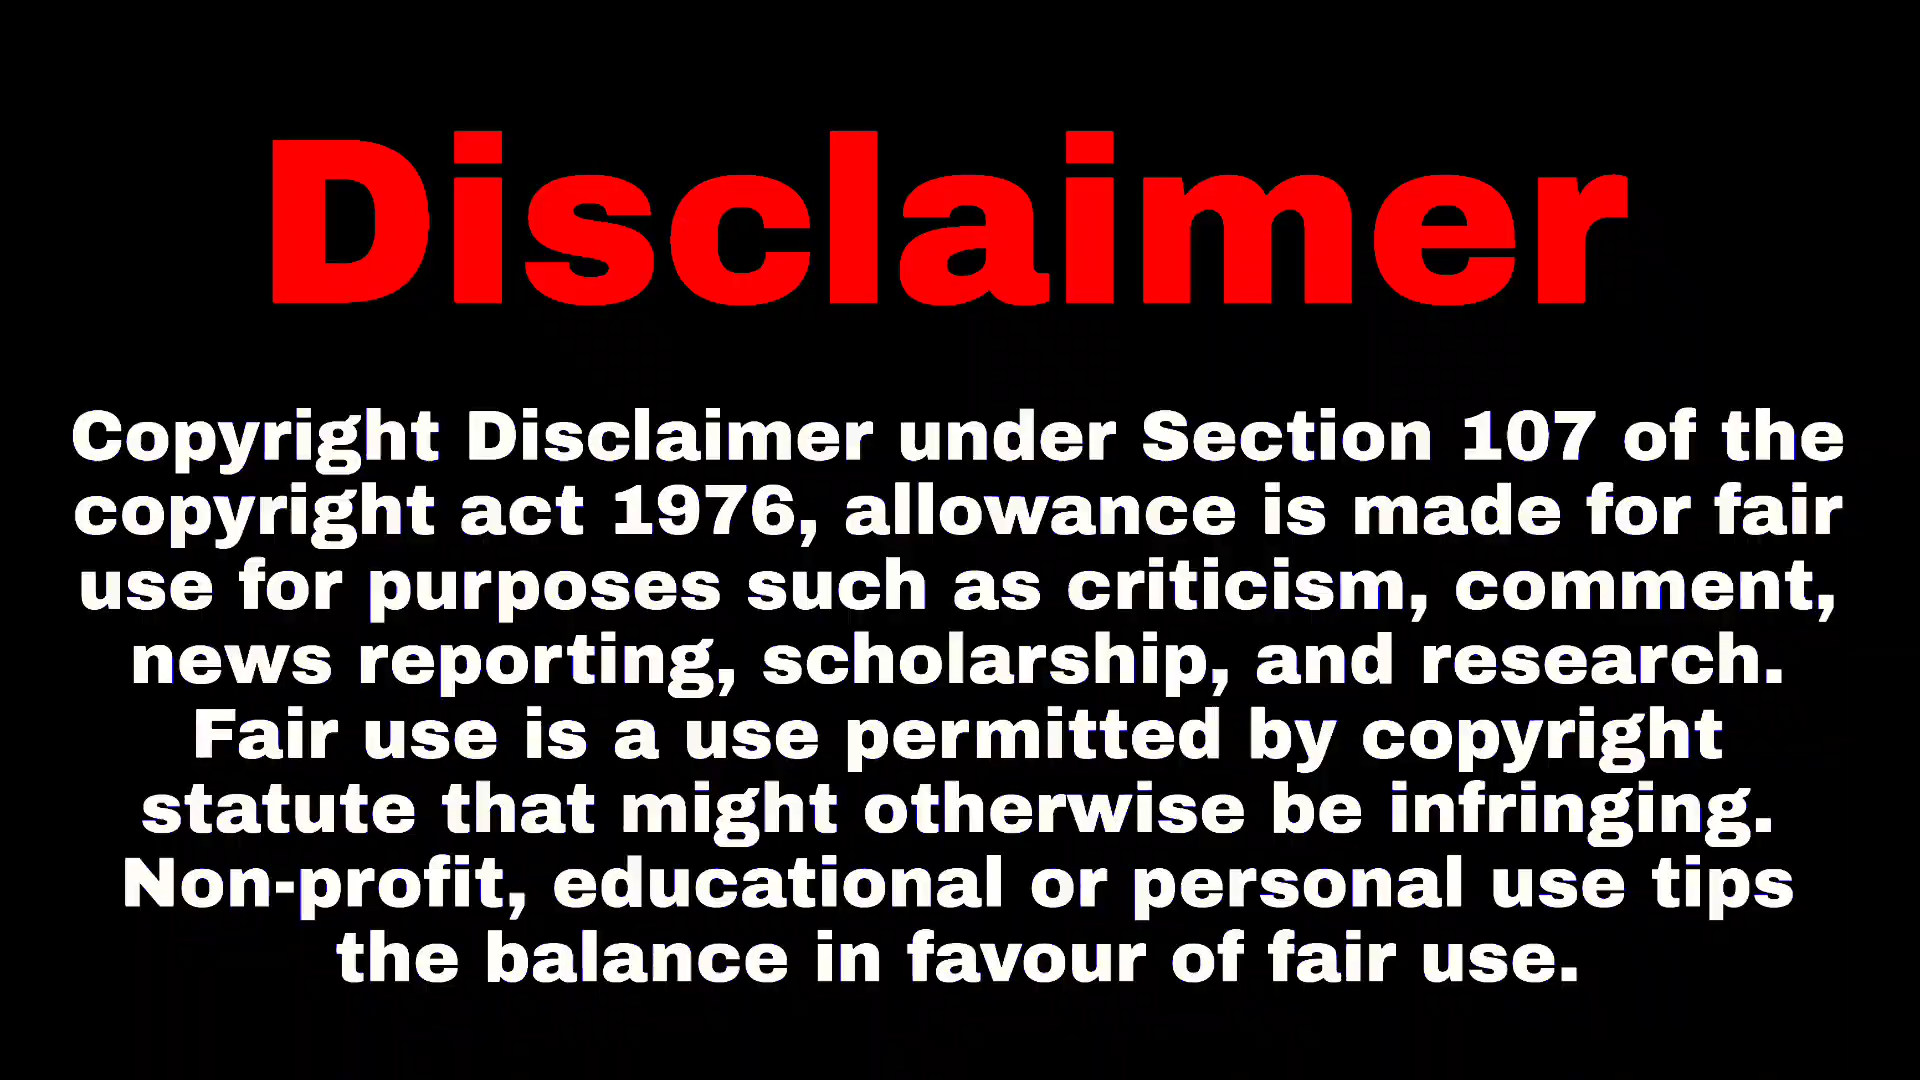 Disclaimer
Copyright Disclaimer under Section 107 of the
copyright act 1976, allowance is made for fair
use for purposes such as criticism, comment,
news reporting, scholarship, and research.
Fair use is a use permitted by copyright
statute that might otherwise be infringing.
Non-profit, educational or personal use tips
the balance in favour of fair use.